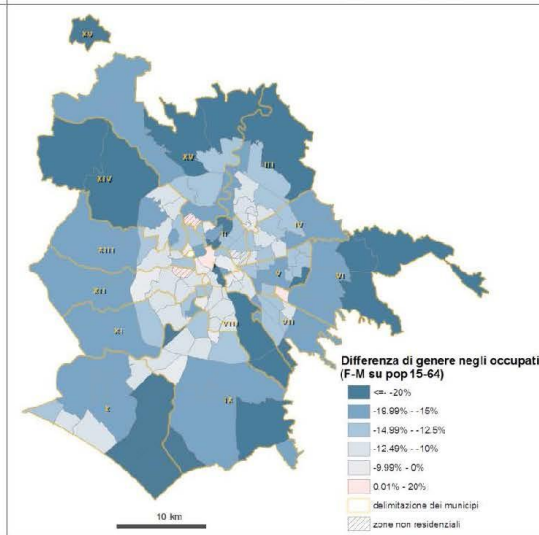 XV
XV
III
XIV
IV
II
XIII
V
VI
XII
VIII
VII
XI
X
IX
Differenza di genere negli occupati
(F-M su pop 15-64)
<= -20%
-19.99% - -15%
-14.99% - -12.5%
-12.49% - -10%
-9.99% - 0%
0.01% - 20%
delimitazione dei municipi
zone non residenziali
10 km